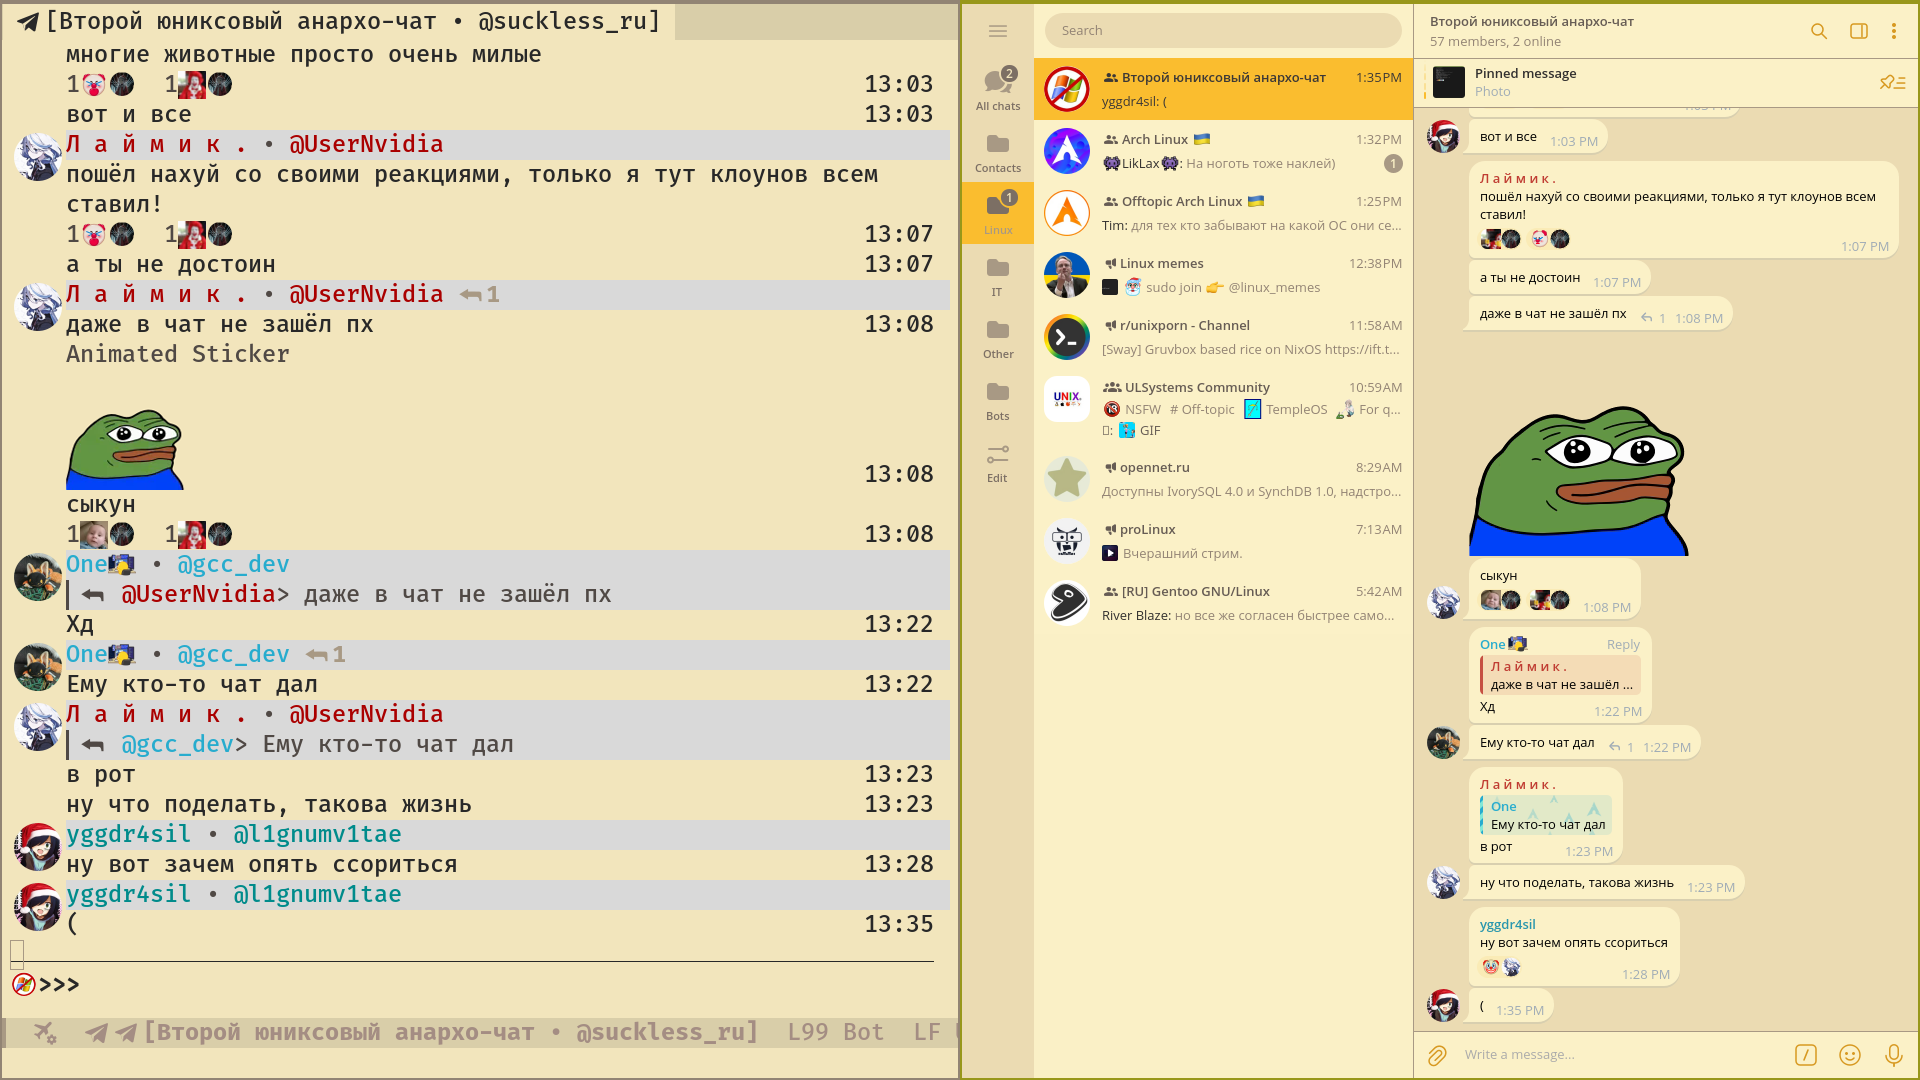 [Второй юниксовый анархо-чат • @suckless_ru]
многие животные просто очень милые
1 1 13:03
вот и все 13:03
Л а й м и к . • @UserNvidia
пошёл нахуй со своими реакциями, только я тут клоунов всем
ставил!
1 1 13:07
а ты не достоин 13:07
Л а й м и к . • @UserNvidia 1
даже в чат не зашёл пх 13:08
Animated Sticker
13:08
сыкун
1 1 13:08
One • @gcc_dev
@UserNvidia> даже в чат не зашёл пх
Хд 13:22
One • @gcc_dev 1
Ему кто-то чат дал 13:22
Л а й м и к . • @UserNvidia
@gcc_dev> Ему кто-то чат дал
в рот 13:23
ну что поделать, такова жизнь 13:23
yggdr4sil • @l1gnumv1tae
ну вот зачем опять ссориться 13:28
yggdr4sil • @l1gnumv1tae
( 13:35
>>>
[Второй юниксовый анархо-чат • @suckless_ru] L99 Bot LF
2
All chats
Contacts
1
Linux
IT
Other
Bots
Edit
Search
Второй юниксовый анархо-чат 1:35PM
yggdr4sil: (
Arch Linux 1:32PM
LikLax: На ноготь тоже наклей) 1
Offtopic Arch Linux 1:25PM
Tim: для тех кто забывают на какой ОС они се...
Linux memes 12:38PM
sudo join @linux_memes
r/unixporn - Channel 11:58AM
[Sway] Gruvbox based rice on NixOS https://ift.t...
UNIX
ULSystems Community 10:59AM
NSFW # Off-topic TempleOS For q...
: GIF
opennet.ru 8:29AM
Доступны IvorySQL 4.0 и SynchDB 1.0, надстро...
proLinux 7:13AM
Вчерашний стрим.
[RU] Gentoo GNU/Linux 5:42AM
River Blaze: но все же согласен быстрее само...
Второй юниксовый анархо-чат
57 members, 2 online
Pinned message
Photo
вот и все 1:03 PM
Л а й м и к .
пошёл нахуй со своими реакциями, только я тут клоунов всем
ставил!
1:07 PM
а ты не достоин 1:07 PM
даже в чат не зашёл пх 1 1:08 PM
сыкун
1:08 PM
One Reply
Л а й м и к .
даже в чат не зашёл ...
Хд 1:22 PM
Ему кто-то чат дал 1 1:22 PM
Л а й м и к .
One
Ему кто-то чат дал
в рот 1:23 PM
ну что поделать, такова жизнь 1:23 PM
yggdr4sil
ну вот зачем опять ссориться
1:28 PM
( 1:35 PM
Write a message...